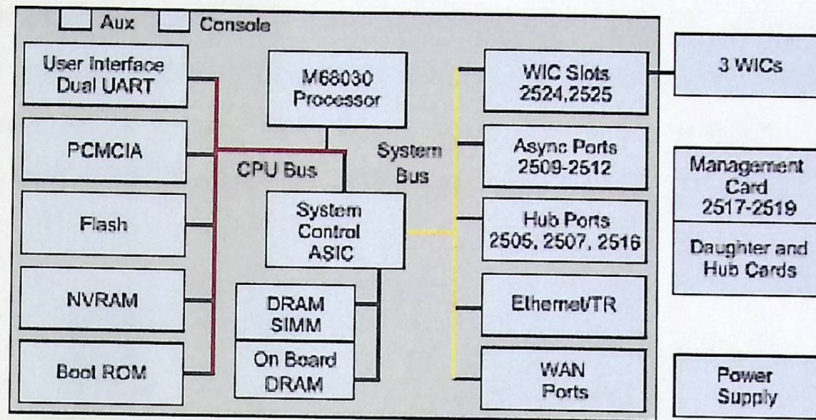 Aux
Console
User Interface
Dual UART
PCMCIA
Flash
NVRAM
Boot ROM
M68030
Processor
CPU Bus
System
Control
ASIC
DRAM
SIMM
On Board
DRAM
System
Bus
WIC Slots
2524,2525
Async Ports
2509-2512
Hub Ports
2505, 2507, 2516
Ethernet/TR
WAN
Ports
3 WICs
Management
Card
2517-2519
Daughter and
Hub Cards
Power
Supply